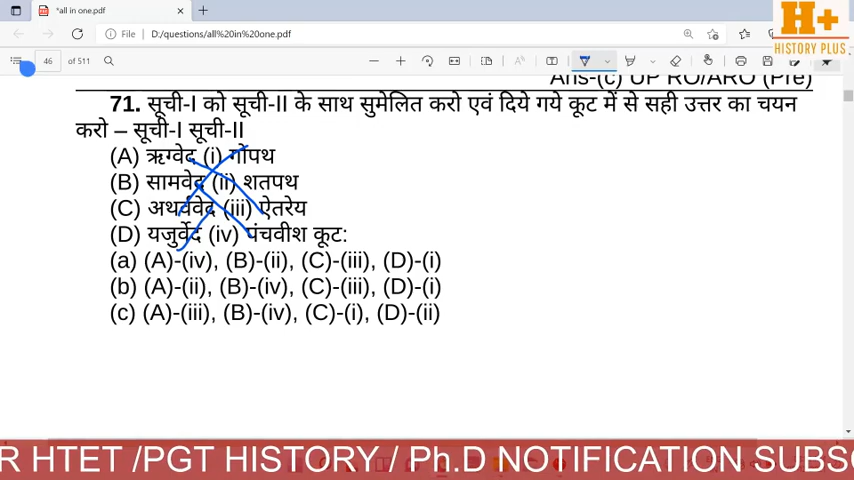 *all in one.pdf
H+
HISTORY PLUS
File D:/questions/all%20in%20one.pdf
46 of 511
Ans-(c) UP RO/ARO (Pre)
71. सूची-I को सूची-II के साथ सुमेलित करो एवं दिये गये कूट में से सही उत्तर का चयन
करो – सूची-I सूची-II
(A) ऋग्वेद (i) गोपथ
(B) सामवेद (ii) शतपथ
(C) अथर्ववेद (iii) ऐतरेय
(D) यजुर्वेद (iv) पंचवीश कूट:
(a) (A)-(iv), (B)-(ii), (C)-(iii), (D)-(i)
(b) (A)-(ii), (B)-(iv), (C)-(iii), (D)-(i)
(c) (A)-(iii), (B)-(iv), (C)-(i), (D)-(ii)
R HTET /PGT HISTORY / Ph.D NOTIFICATION SUBSC